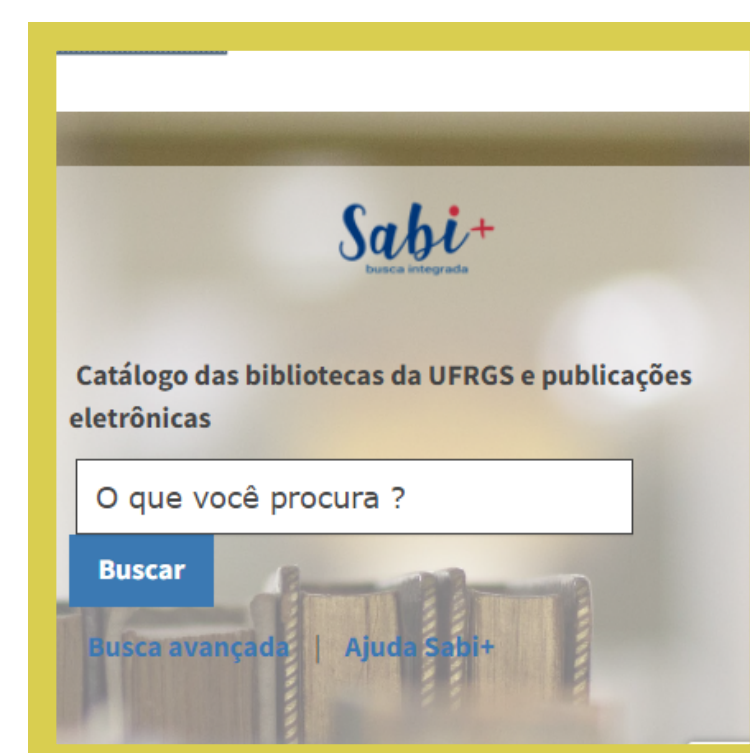 Sabi+
busca integrada
Catálogo das bibliotecas da UFRGS e publicações
eletrônicas
O que você procura ?
Buscar
Busca avançada | Ajuda Sabi+